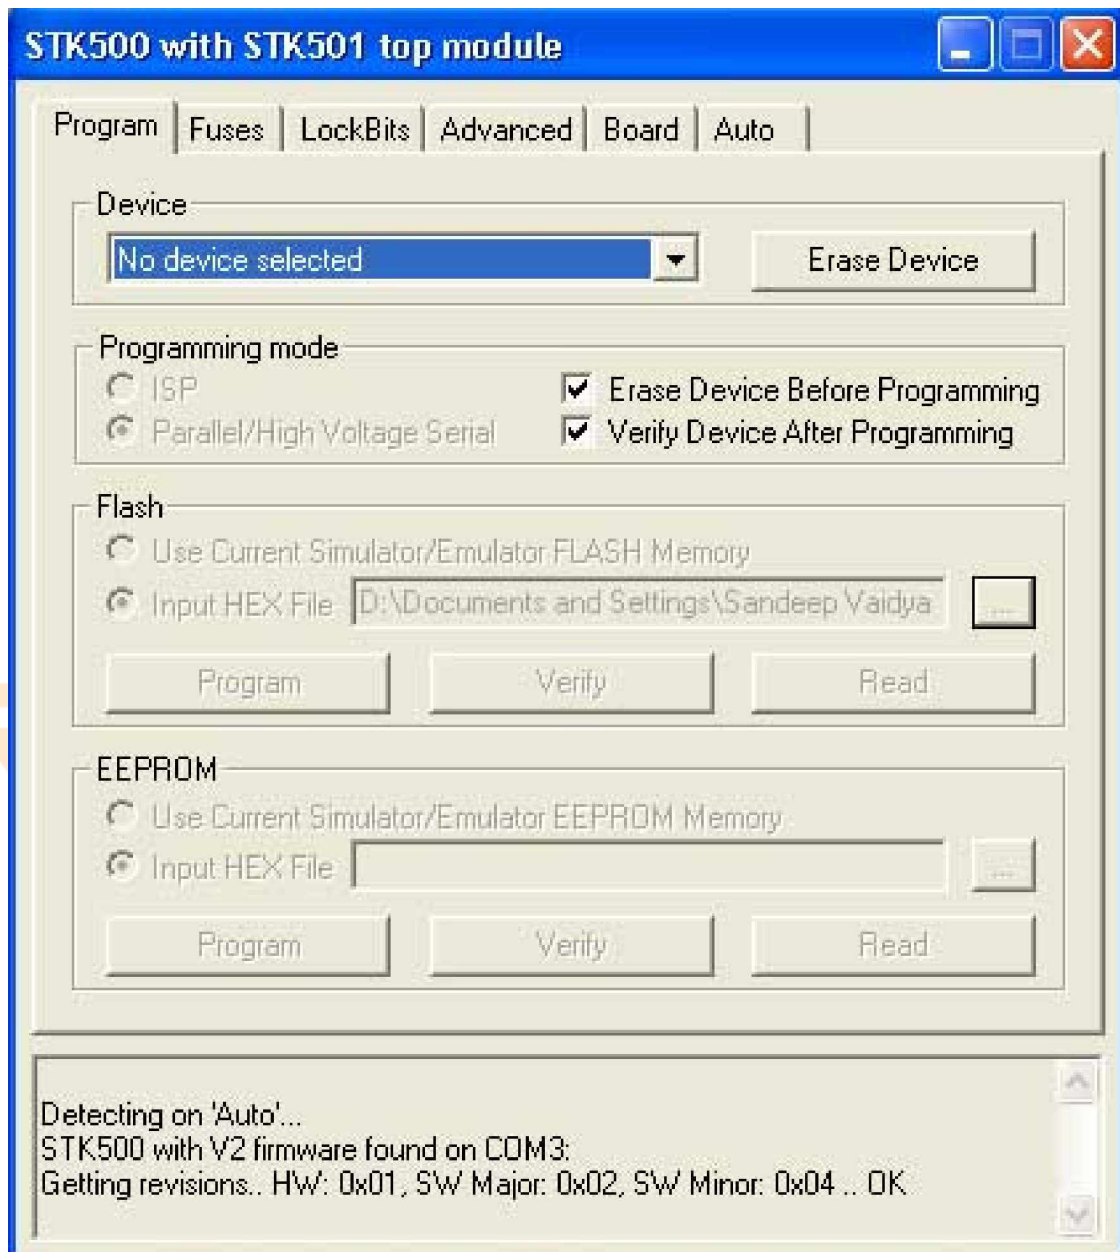 STK500 with STK501 top module
Program Fuses LockBits Advanced Board Auto
Device
No device selected Erase Device
Programming mode
ISP Erase Device Before Programming
Parallel/High Voltage Serial Verify Device After Programming
Flash
Use Current Simulator/Emulator FLASH Memory
Input HEX File D:\Documents and Settings\Sandeep Vaidya ...
Program Verify Read
EEPROM
Use Current Simulator/Emulator EEPROM Memory
Input HEX File ...
Program Verify Read
Detecting on 'Auto'...
STK500 with V2 firmware found on COM3:
Getting revisions.. HW: 0x01, SW Major: 0x02, SW Minor: 0x04 .. OK